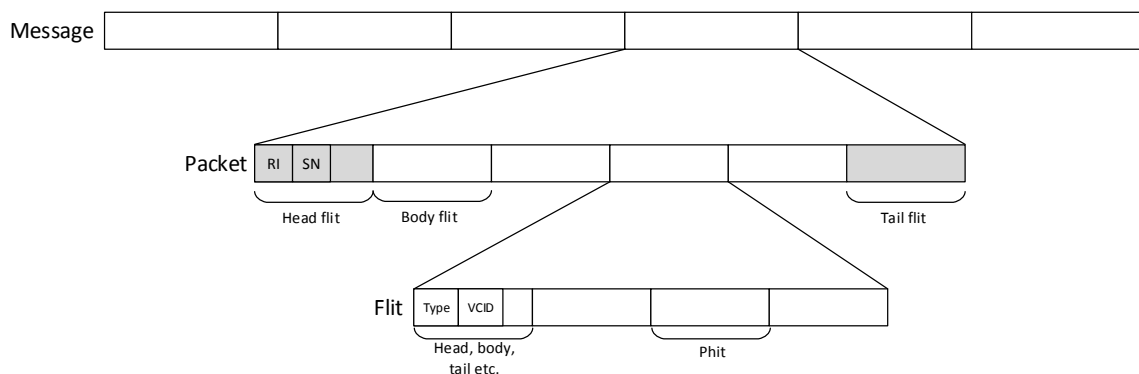 Message
Packet
RI
SN
Head flit
Body flit
Tail flit
Flit
Type
VCID
Head, body,
tail etc.
Phit